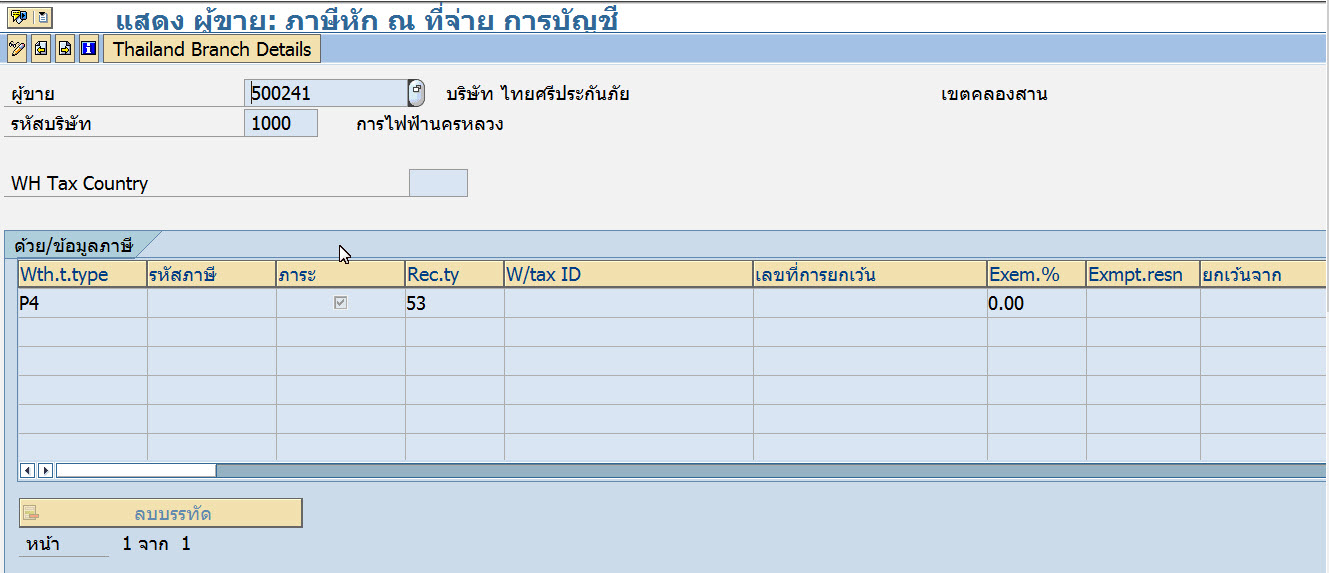 แสดง ผู้ขาย: ภาษีหัก ณ ที่จ่าย การบัญชี
Thailand Branch Details
ผู้ขาย 500241 บริษัท ไทยศรีประกันภัย เขตคลองสาน
รหัสบริษัท 1000 การไฟฟ้านครหลวง
WH Tax Country
ด้วย/ข้อมูลภาษี
Wth.t.type รหัสภาษี ภาระ Rec.ty W/tax ID เลขที่การยกเว้น Exem.% Exmpt.resn ยกเว้นจาก
P4 53 0.00
ลบบรรทัด
หน้า 1 จาก 1